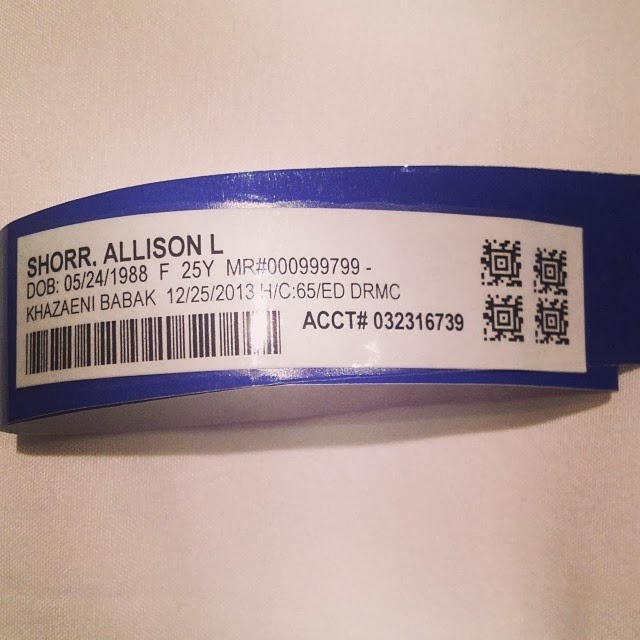 SHORR, ALLISON L
DOB: 05/24/1988 F 25Y MR#000999799 -
KHAZAENI BABAK 12/25/2013 H/C:65/ED DRMC
ACCT# 032316739